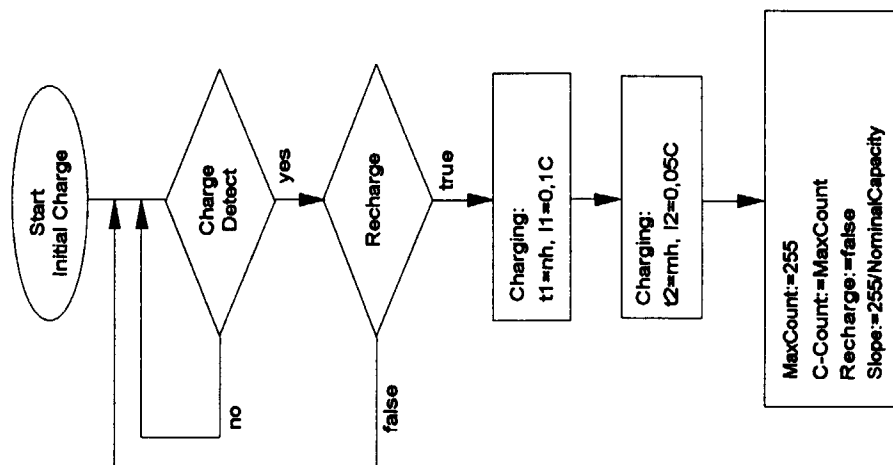 Start
Initial Charge
Charge
Detect
yes
no
Recharge
true
false
Charging:
t1=nh, I1=0,1C
Charging:
t2=mh, I2=0,05C
MaxCount:=255
C-Count:=MaxCount
Recharge:=false
Slope:=255/NominalCapacity